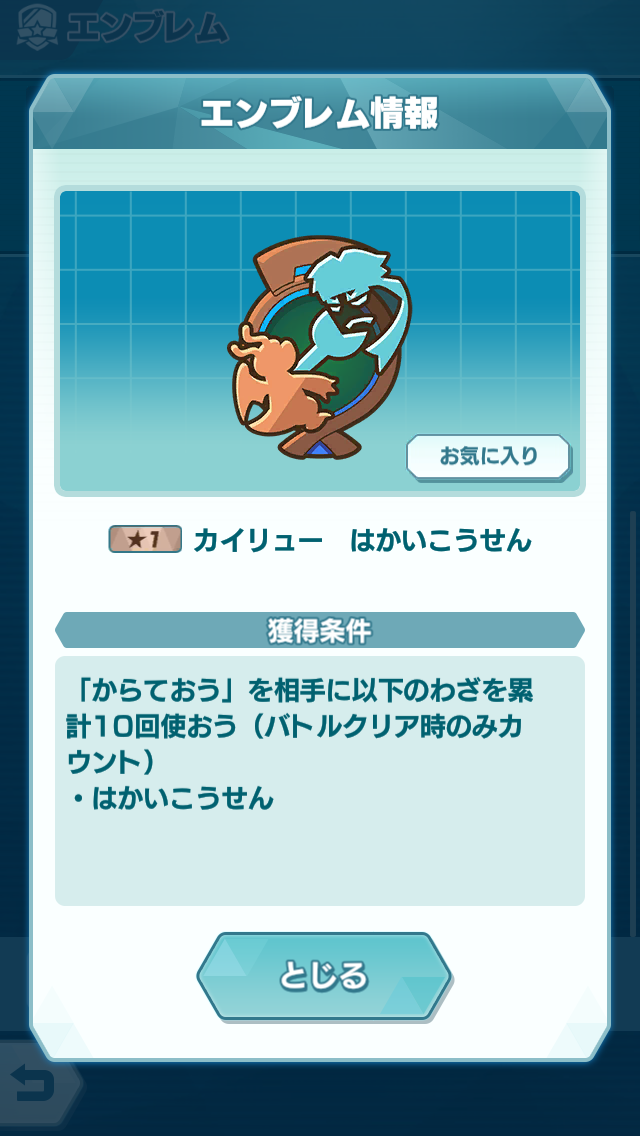 エンブレム
エンブレム情報
お気に入り
★1 カイリュー　はかいこうせん
獲得条件
「からておう」を相手に以下のわざを累
計10回使おう（バトルクリア時のみカ
ウント）
・はかいこうせん
とじる